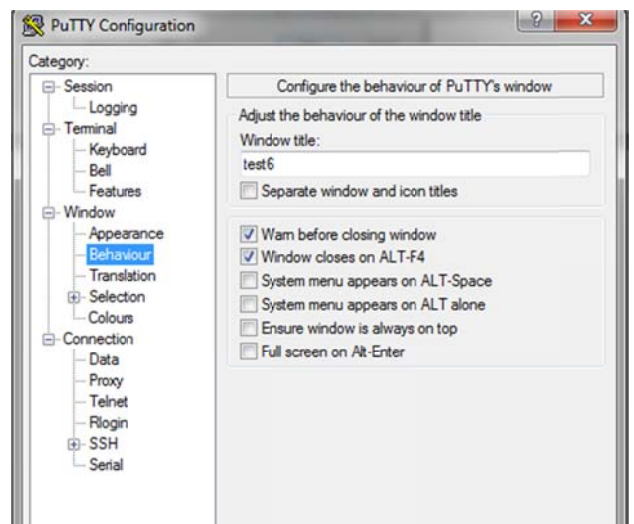 PuTTY Configuration
Category:
Session
Logging
Terminal
Keyboard
Bell
Features
Window
Appearance
Behaviour
Translation
Selection
Colours
Connection
Data
Proxy
Telnet
Rlogin
SSH
Serial
Configure the behaviour of PuTTY's window
Adjust the behaviour of the window title
Window title:
test6
Separate window and icon titles
Warn before closing window
Window closes on ALT-F4
System menu appears on ALT-Space
System menu appears on ALT alone
Ensure window is always on top
Full screen on Alt-Enter